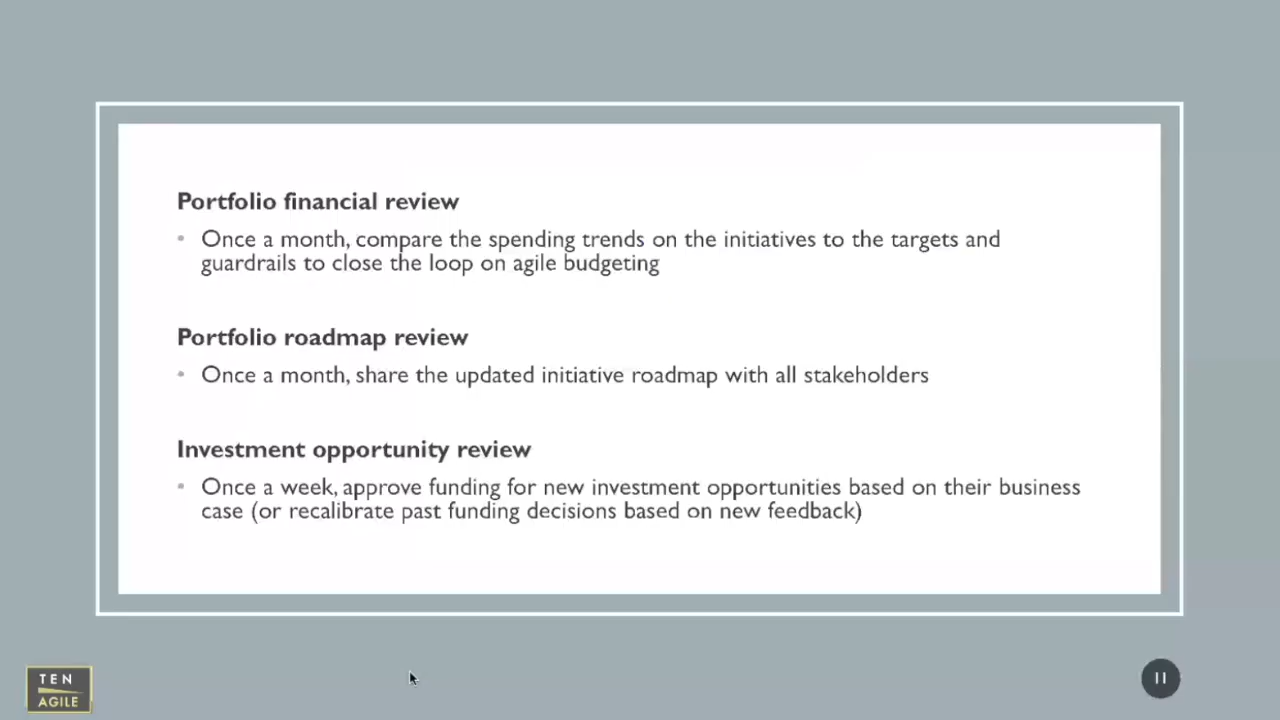 Portfolio financial review
• Once a month, compare the spending trends on the initiatives to the targets and
guardrails to close the loop on agile budgeting
Portfolio roadmap review
• Once a month, share the updated initiative roadmap with all stakeholders
Investment opportunity review
• Once a week, approve funding for new investment opportunities based on their business
case (or recalibrate past funding decisions based on new feedback)
TEN
AGILE